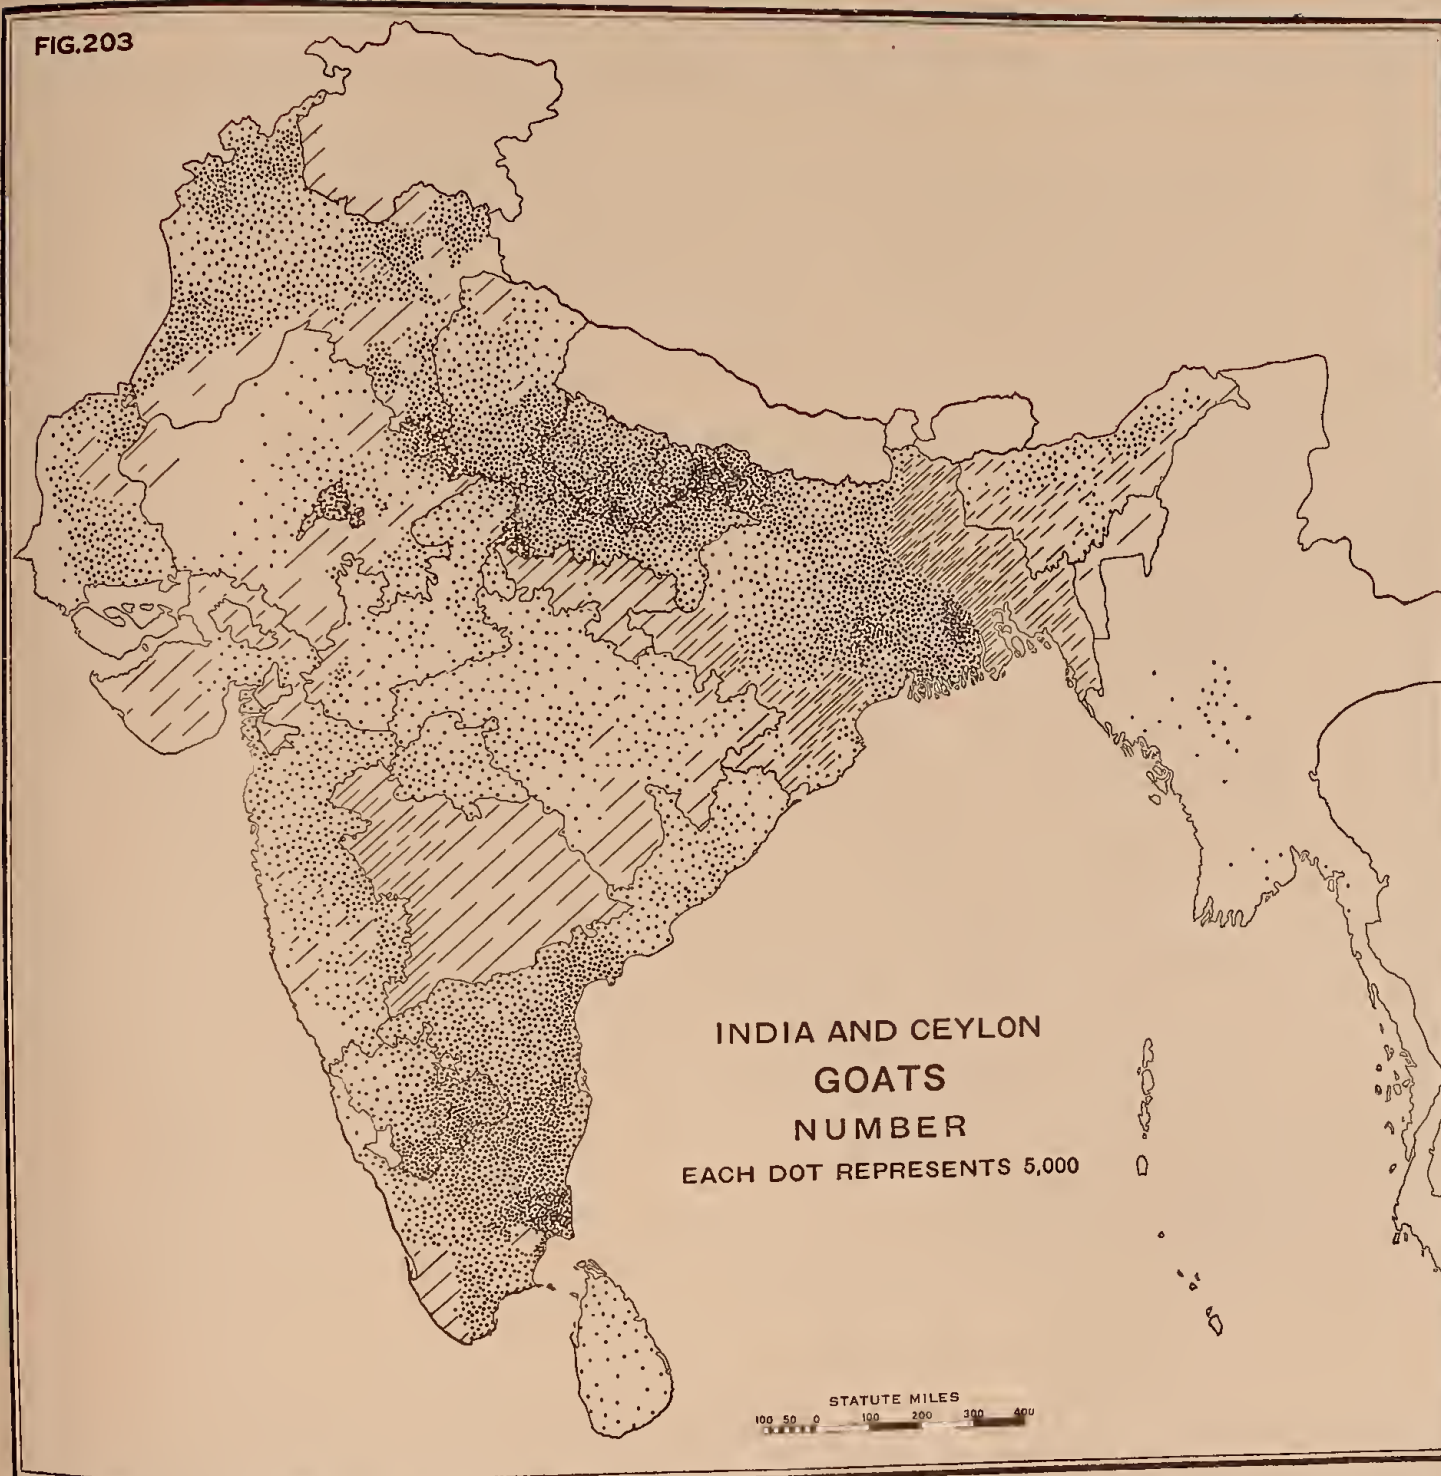 FIG.203
INDIA AND CEYLON
GOATS
NUMBER
EACH DOT REPRESENTS 5,000
STATUTE MILES
100 50 0 100 200 300 400